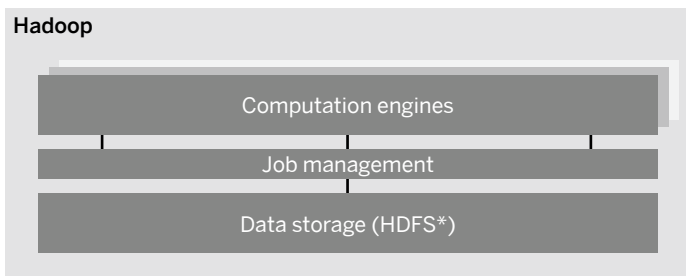 Hadoop
Computation engines
Job management
Data storage (HDFS*)